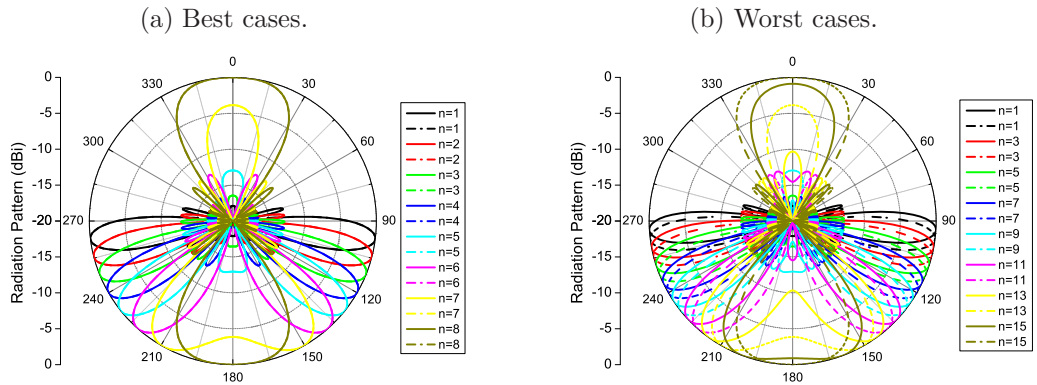 (a) Best cases.
(b) Worst cases.
Radiation Pattern (dBi)
0
-5
-10
-15
-20
-15
-10
-5
0
0
30
60
90
120
150
180
210
240
270
300
330
n=1
n=1
n=2
n=2
n=3
n=3
n=4
n=4
n=5
n=5
n=6
n=6
n=7
n=7
n=8
n=8
Radiation Pattern (dBi)
0
-5
-10
-15
-20
-15
-10
-5
0
0
30
60
90
120
150
180
210
240
270
300
330
n=1
n=1
n=3
n=3
n=5
n=5
n=7
n=7
n=9
n=9
n=11
n=11
n=13
n=13
n=15
n=15